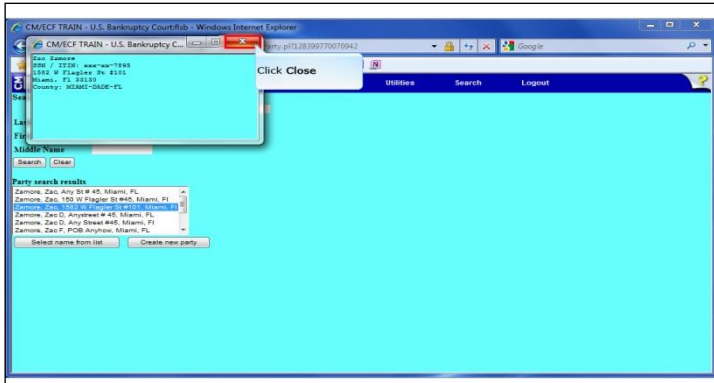 CM/ECF TRAIN - U.S. Bankruptcy Court:flsb - Windows Internet Explorer
CM/ECF TRAIN - U.S. Bankruptcy C...
arty.pl?128399770070942
Google
Zac Zamore
SSN / ITIN: xxx-xx-7895
1582 W Flagler St #101
Miami, Fl 33130
County: MIAMI-DADE-FL
Click Close
Utilities
Search
Logout
Sea
La
Fir
Middle Name
Search
Clear
Party search results
Zamore, Zac, Any St # 45, Miami, FL
Zamore, Zac, 150 W Flagler St #45, Miami, Fl
Zamore, Zac, 1582 W Flagler St #101, Miami, Fl
Zamore, Zac D, Anystreet # 45, Miami, FL
Zamore, Zac D, Any Street #45, Miami, Fl
Zamore, Zac F, POB Anyhow, Miami, FL
Select name from list
Create new party